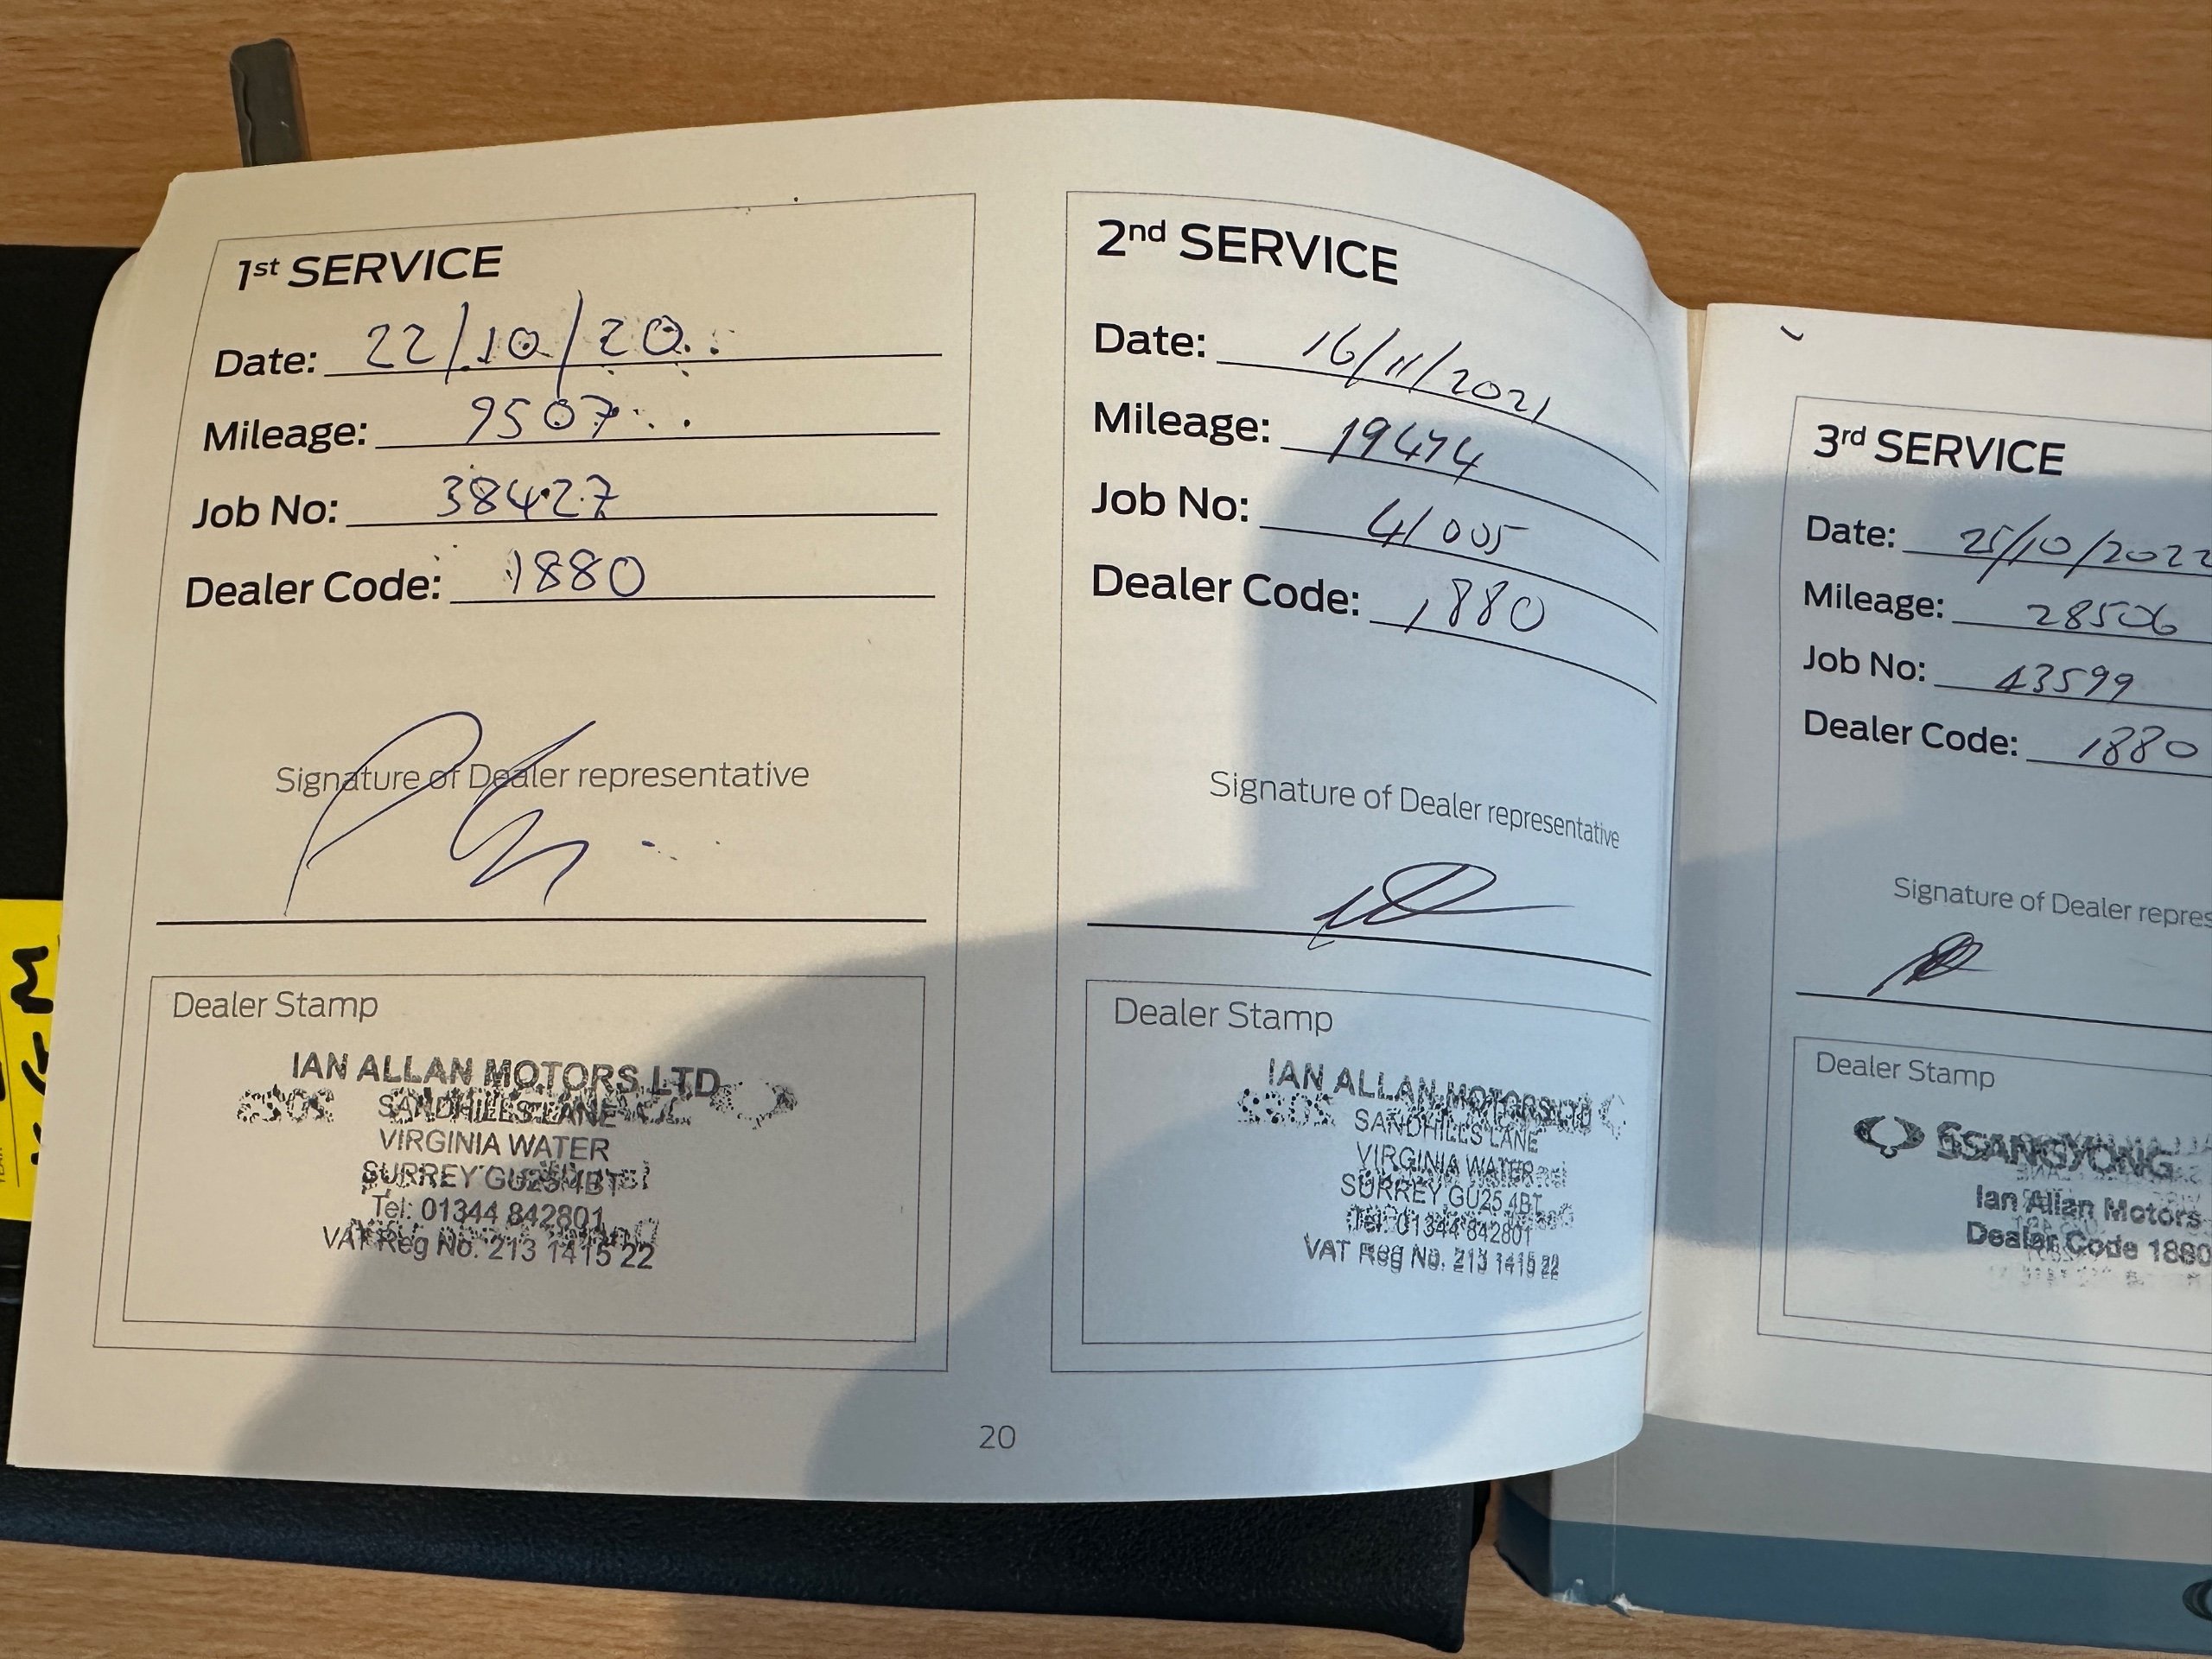 1st SERVICE
Date: 22/10/20
Mileage: 9507
Job No: 38427
Dealer Code: 1880
Signature of Dealer representative
Dealer Stamp
IAN ALLAN MOTORS LTD
SANDHILLS LANE
VIRGINIA WATER
SURREY GU25 4BT
Tel: 01344 842801
VAT Reg No. 213 1415 22
2nd SERVICE
Date: 16/11/2021
Mileage: 19474
Job No: 41005
Dealer Code: 1880
Signature of Dealer representative
Dealer Stamp
IAN ALLAN MOTORS LTD
SANDHILLS LANE
VIRGINIA WATER
SURREY GU25 4BT
Tel: 01344 842801
VAT Reg No. 213 1415 22
20
3rd SERVICE
Date: 25/10/2022
Mileage: 28506
Job No: 43599
Dealer Code: 1880
Signature of Dealer repres
Dealer Stamp
SSANGYONG
Ian Allan Motors
Dealer Code 1880